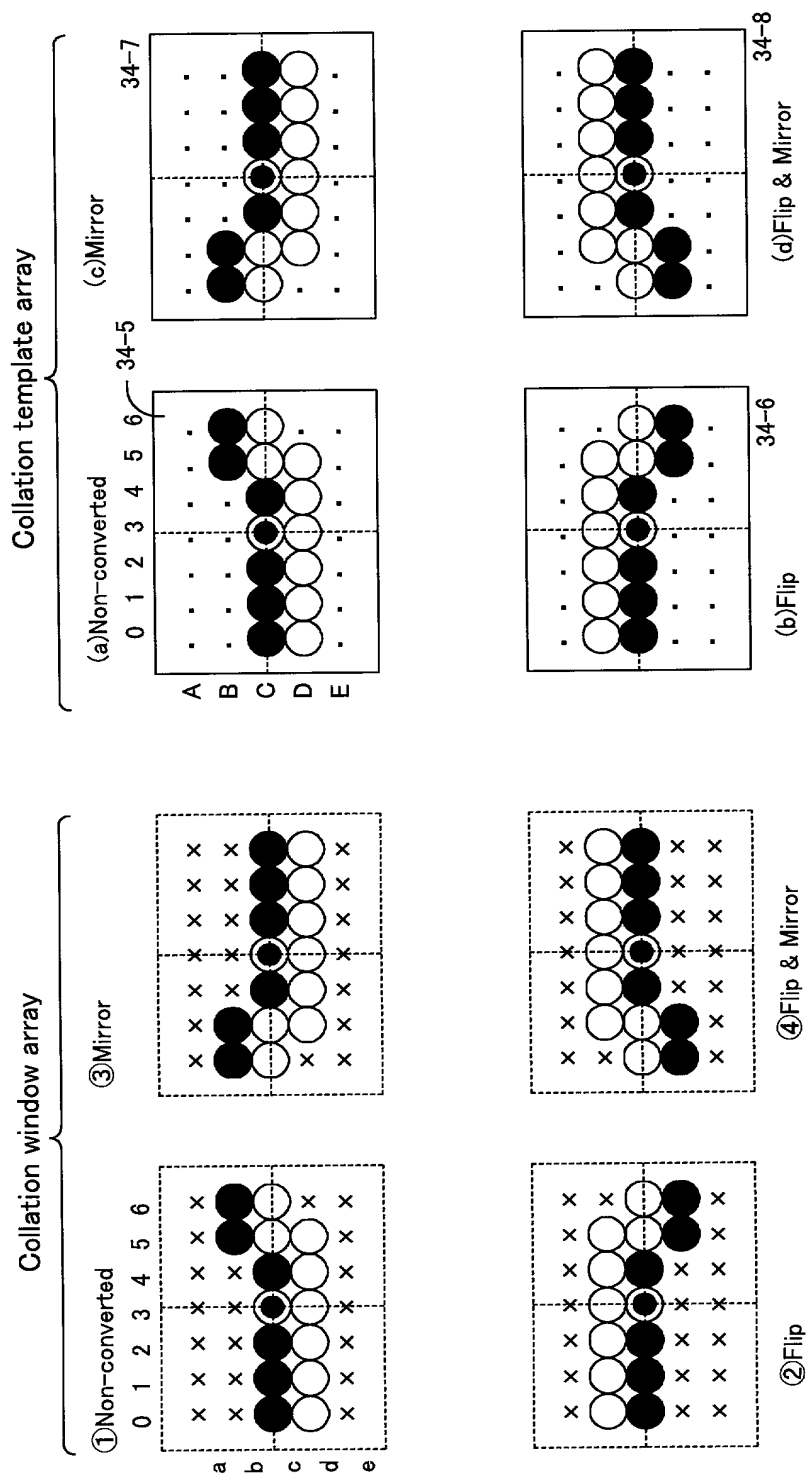 Collation window array
Collation template array
①Non-converted
0 1 2 3 4 5 6
a
b
c
d
e
③Mirror
(a)Non-converted
0 1 2 3 4 5 6
34-5
A
B
C
D
E
(c)Mirror
34-7
②Flip
④Flip & Mirror
(b)Flip
34-6
(d)Flip & Mirror
34-8